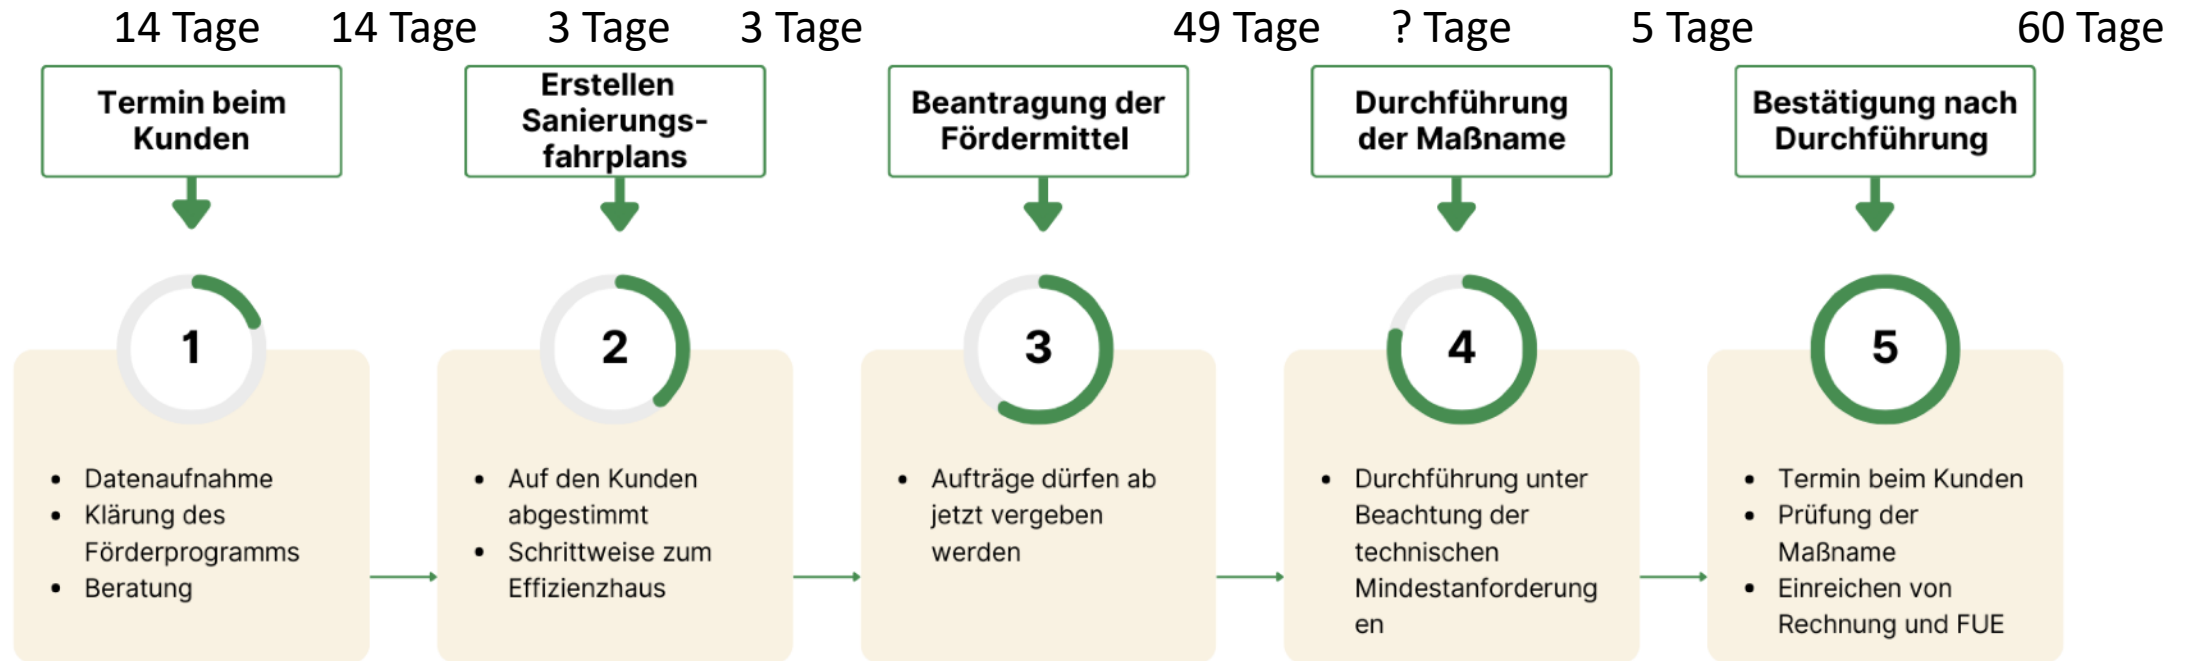 14 Tage 14 Tage 3 Tage 3 Tage 49 Tage ? Tage 5 Tage 60 Tage
Termin beim
Kunden
Erstellen
Sanierungs-
fahrplans
Beantragung der
Fördermittel
Durchführung
der Maßname
Bestätigung nach
Durchführung
1
• Datenaufnahme
• Klärung des
Förderprogramms
• Beratung
2
• Auf den Kunden
abgestimmt
• Schrittweise zum
Effizienzhaus
3
• Aufträge dürfen ab
jetzt vergeben
werden
4
• Durchführung unter
Beachtung der
technischen
Mindestanforderung
en
5
• Termin beim Kunden
• Prüfung der
Maßname
• Einreichen von
Rechnung und FUE